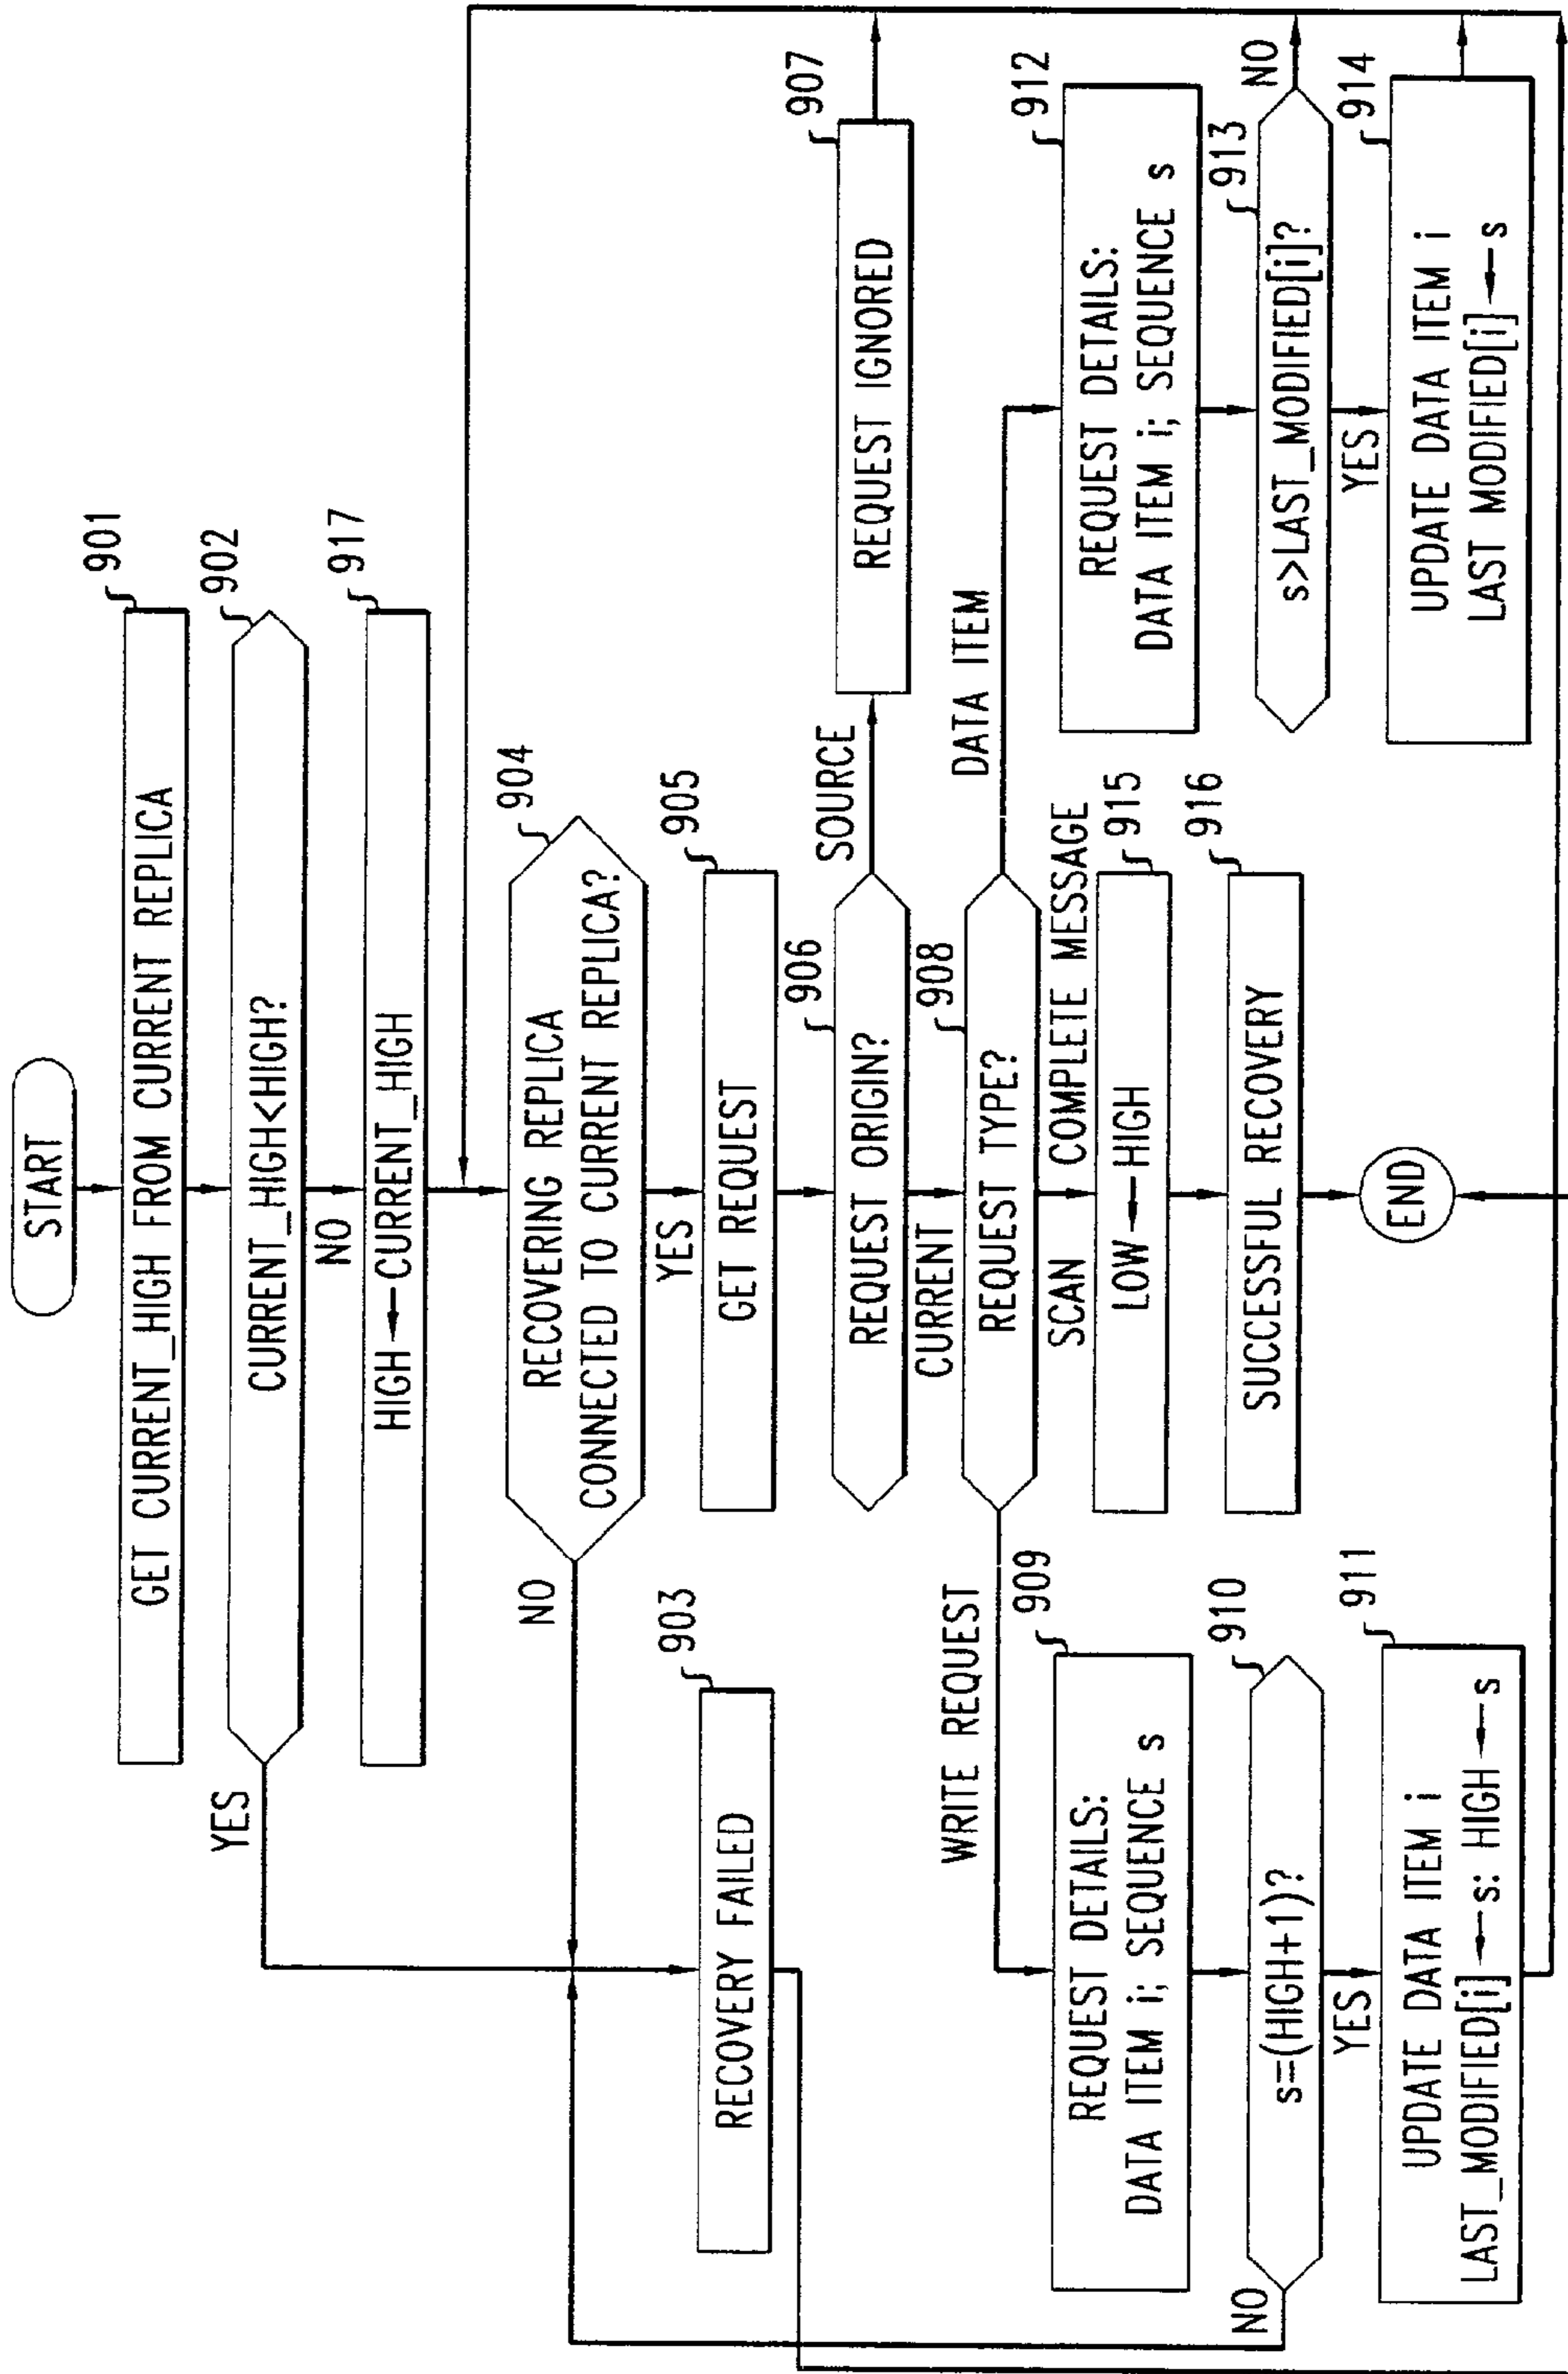 START
GET CURRENT_HIGH FROM CURRENT REPLICA
901
CURRENT_HIGH<HIGH?
902
YES
NO
HIGH ← CURRENT_HIGH
917
RECOVERING REPLICA
CONNECTED TO CURRENT REPLICA?
904
NO
YES
RECOVERY FAILED
903
GET REQUEST
905
REQUEST ORIGIN?
906
SOURCE
REQUEST IGNORED
907
CURRENT
REQUEST TYPE?
908
WRITE REQUEST
SCAN COMPLETE MESSAGE
DATA ITEM
REQUEST DETAILS:
DATA ITEM i; SEQUENCE s
909
s=(HIGH+1)?
910
NO
YES
UPDATE DATA ITEM i
LAST_MODIFIED[i] ← s: HIGH ← s
911
LOW ← HIGH
915
SUCCESSFUL RECOVERY
916
END
REQUEST DETAILS:
DATA ITEM i; SEQUENCE s
912
s>LAST_MODIFIED[i]?
913
NO
YES
UPDATE DATA ITEM i
LAST MODIFIED[i] ← s
914